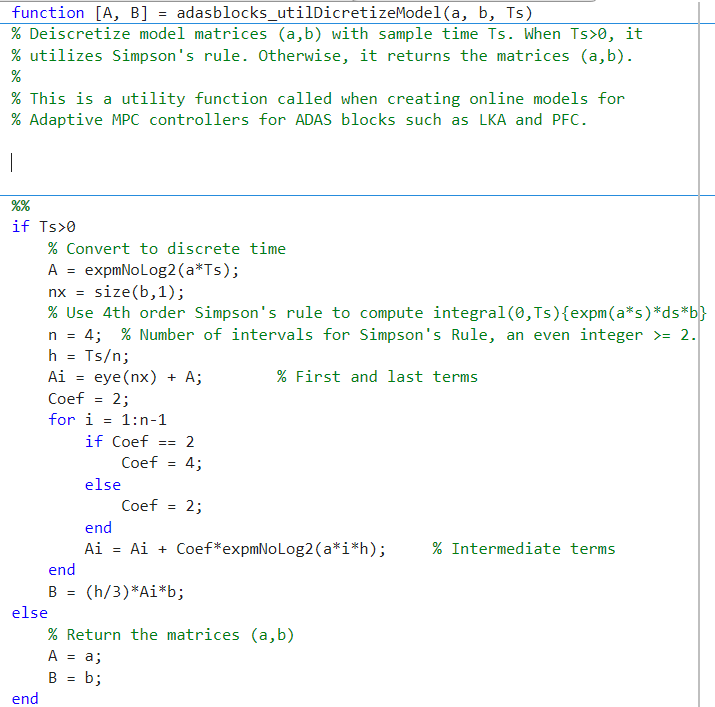 function [A, B] = adasblocks_utilDicretizeModel(a, b, Ts)
% Deiscretize model matrices (a,b) with sample time Ts. When Ts>0, it
% utilizes Simpson's rule. Otherwise, it returns the matrices (a,b).
%
% This is a utility function called when creating online models for
% Adaptive MPC controllers for ADAS blocks such as LKA and PFC.
%%
if Ts>0
    % Convert to discrete time
    A = expmNoLog2(a*Ts);
    nx = size(b,1);
    % Use 4th order Simpson's rule to compute integral(0,Ts){expm(a*s)*ds*b}
    n = 4;  % Number of intervals for Simpson's Rule, an even integer >= 2.
    h = Ts/n;
    Ai = eye(nx) + A;        % First and last terms
    Coef = 2;
    for i = 1:n-1
        if Coef == 2
            Coef = 4;
        else
            Coef = 2;
        end
        Ai = Ai + Coef*expmNoLog2(a*i*h);     % Intermediate terms
    end
    B = (h/3)*Ai*b;
else
    % Return the matrices (a,b)
    A = a;
    B = b;
end